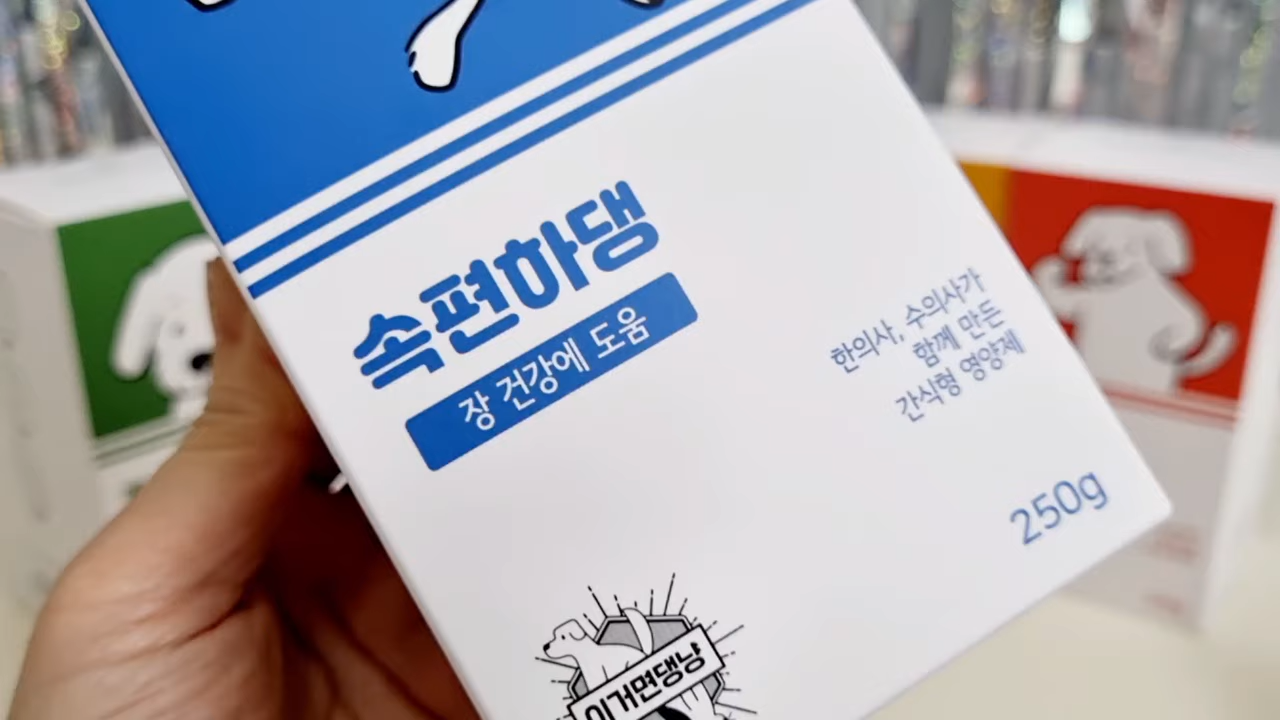 속편하댕
장 건강에 도움
한의사, 수의사가
함께 만든
간식형 영양제
250g
이거면댕냥